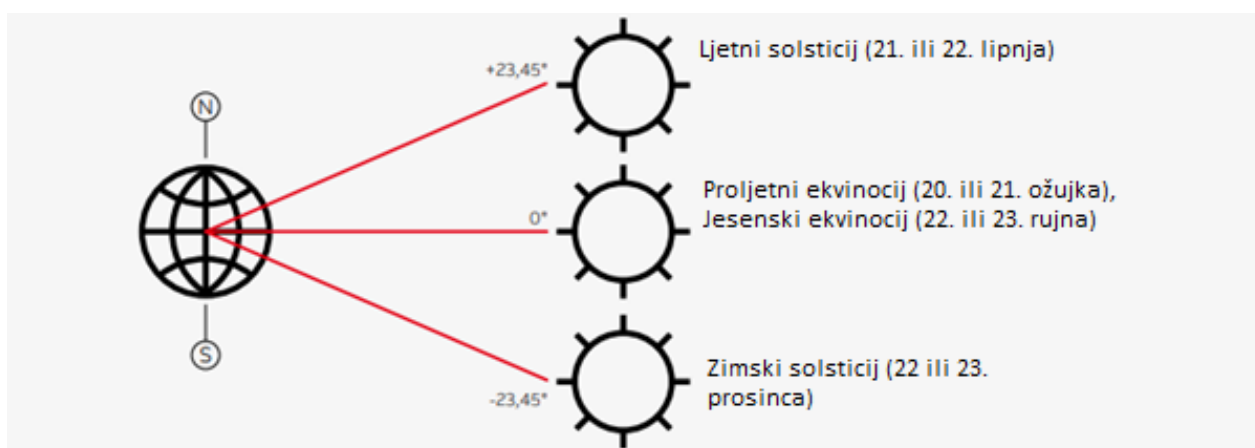 Ljetni solsticij (21. ili 22. lipnja)
+23,45°
N
Proljetni ekvinocij (20. ili 21. ožujka),
Jesenski ekvinocij (22. ili 23. rujna)
0°
S
Zimski solsticij (22 ili 23.
prosinca)
-23,45°